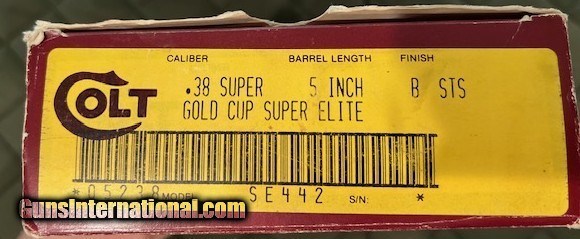 CALIBER BARREL LENGTH FINISH
COLT .38 SUPER 5 INCH B STS
GOLD CUP SUPER ELITE
*05238 MODEL: SE442 S/N: *
GunsInternational.com